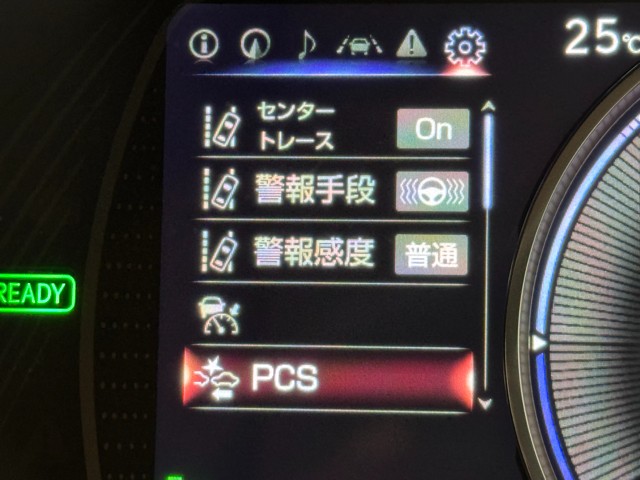 25℃
センター
トレース
On
警報手段
警報感度
普通
READY
PCS